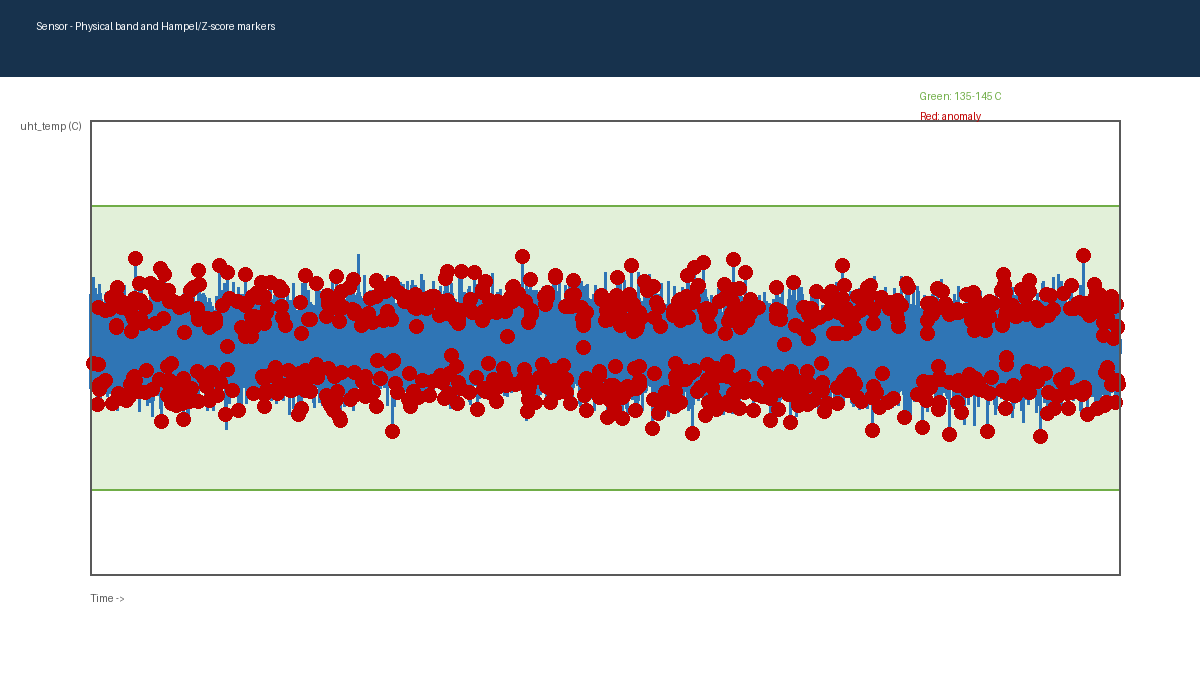 Sensor - Physical band and Hampel/Z-score markers
Green: 135-145 C
Red: anomaly
uht_temp (C)
Time ->